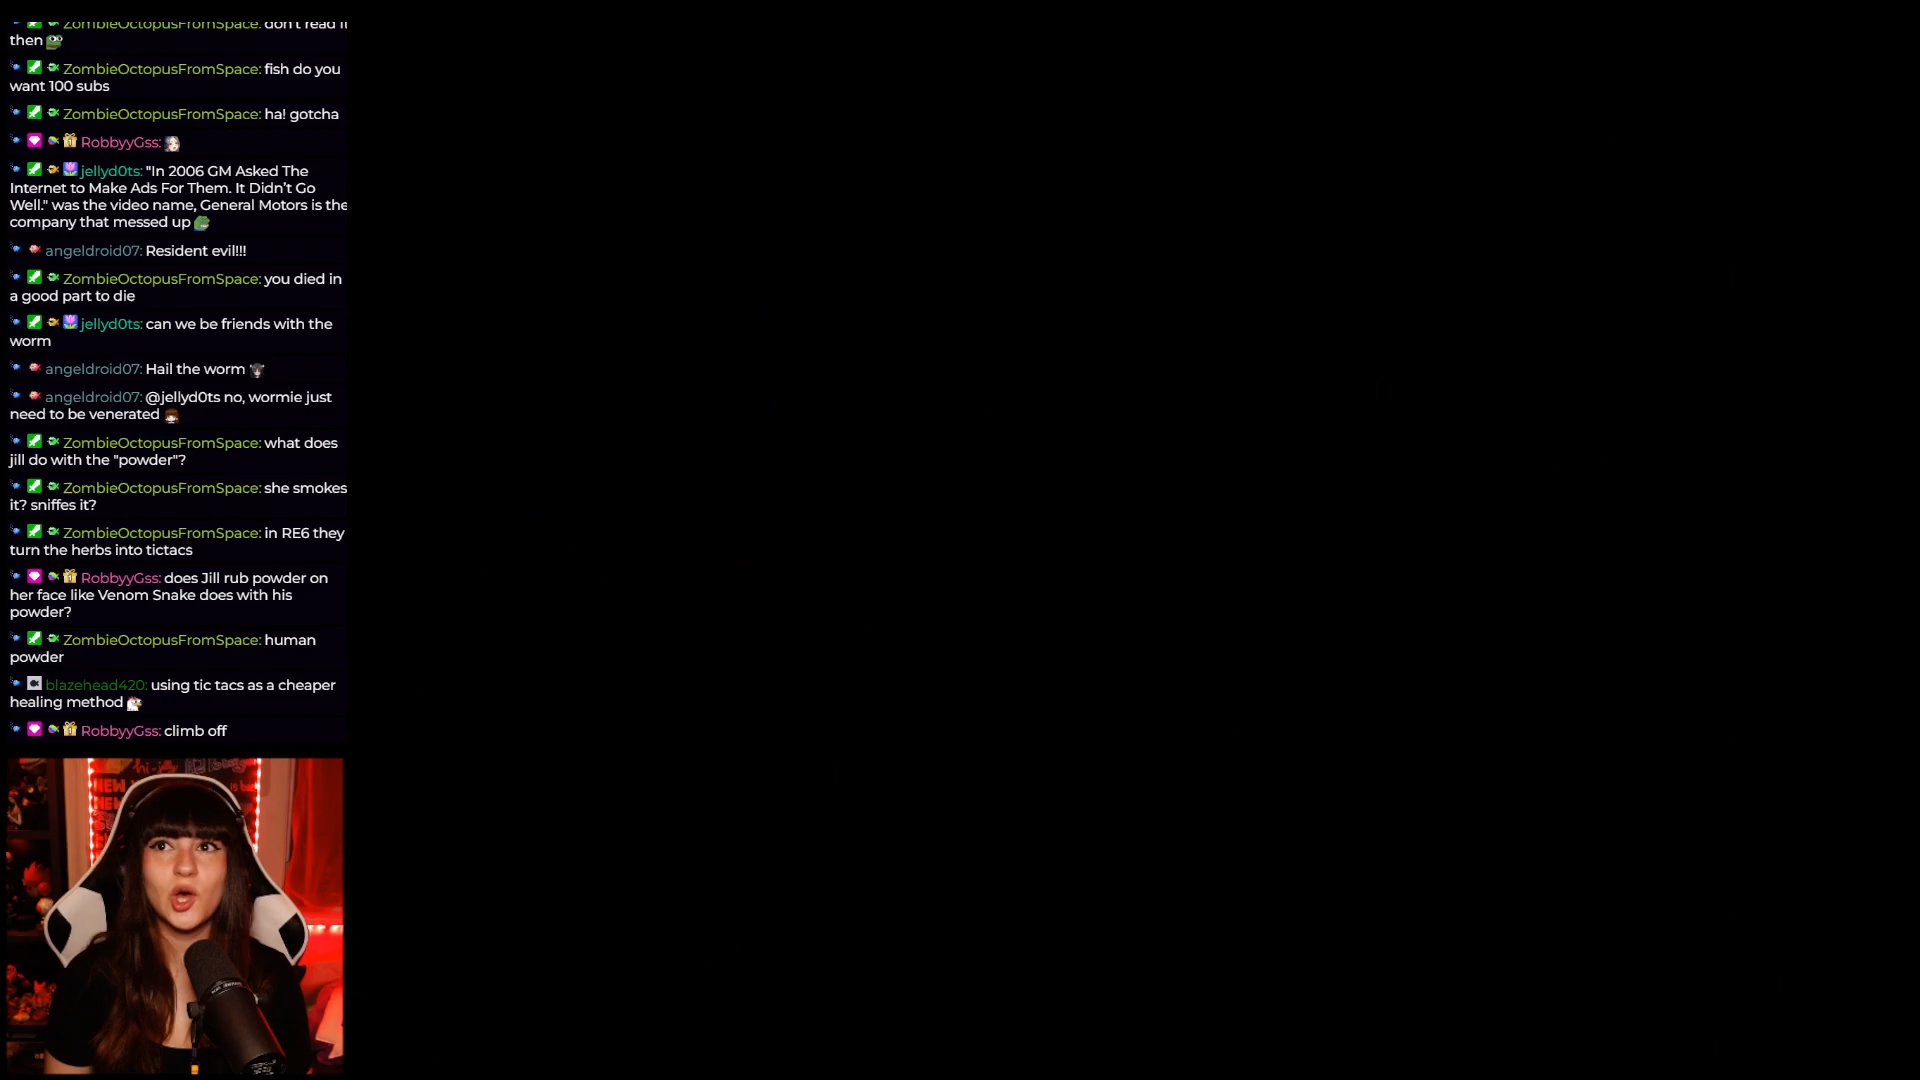 ZombieOctopusFromSpace: don't read it
then
ZombieOctopusFromSpace: fish do you
want 100 subs
ZombieOctopusFromSpace: ha! gotcha
RobbyyGss:
jellyd0ts: "In 2006 GM Asked The
Internet to Make Ads For Them. It Didn't Go
Well." was the video name, General Motors is the
company that messed up
angeldroid07: Resident evil!!!
ZombieOctopusFromSpace: you died in
a good part to die
jellyd0ts: can we be friends with the
worm
angeldroid07: Hail the worm
angeldroid07: @jellyd0ts no, wormie just
need to be venerated
ZombieOctopusFromSpace: what does
jill do with the "powder"?
ZombieOctopusFromSpace: she smokes
it? sniffes it?
ZombieOctopusFromSpace: in RE6 they
turn the herbs into tictacs
RobbyyGss: does Jill rub powder on
her face like Venom Snake does with his
powder?
ZombieOctopusFromSpace: human
powder
blazehead420: using tic tacs as a cheaper
healing method
RobbyyGss: climb off
NEW